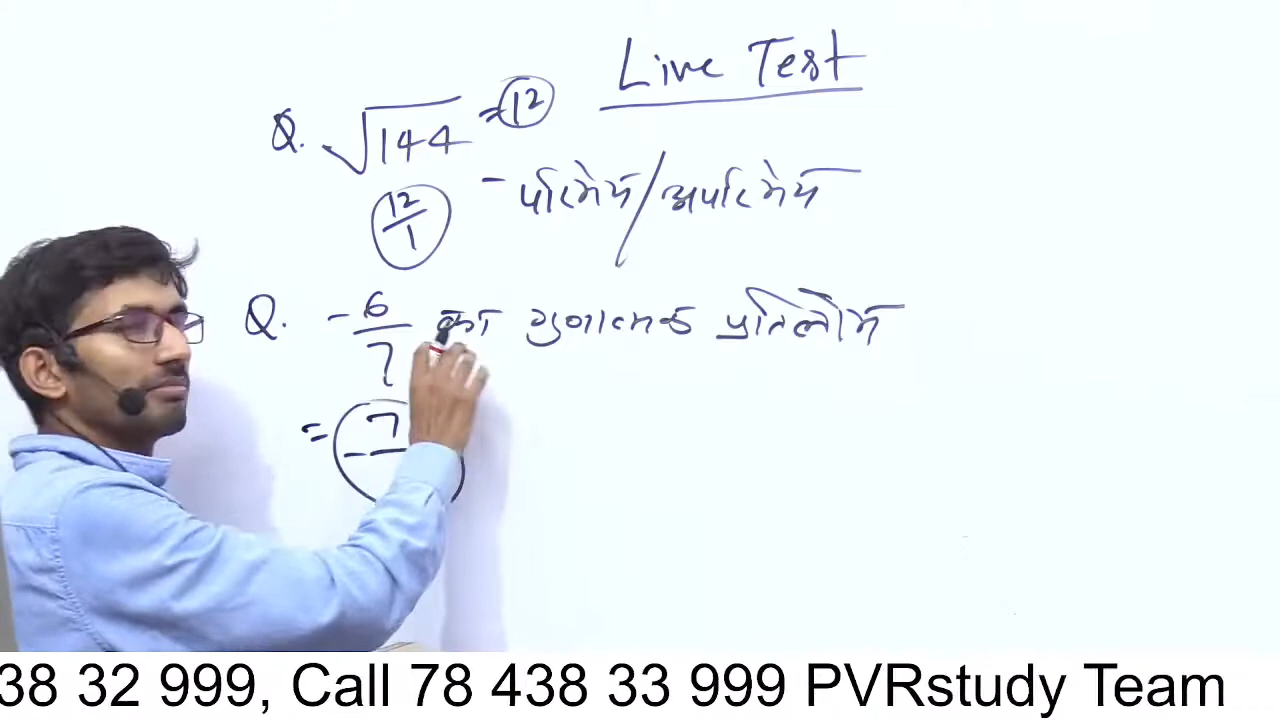 Live Test
Q. √144 = 12
12/1 - परिमेय/अपरिमेय
Q. -6/7 का गुणात्मक प्रतिलोम
= -7
38 32 999, Call 78 438 33 999 PVRstudy Team